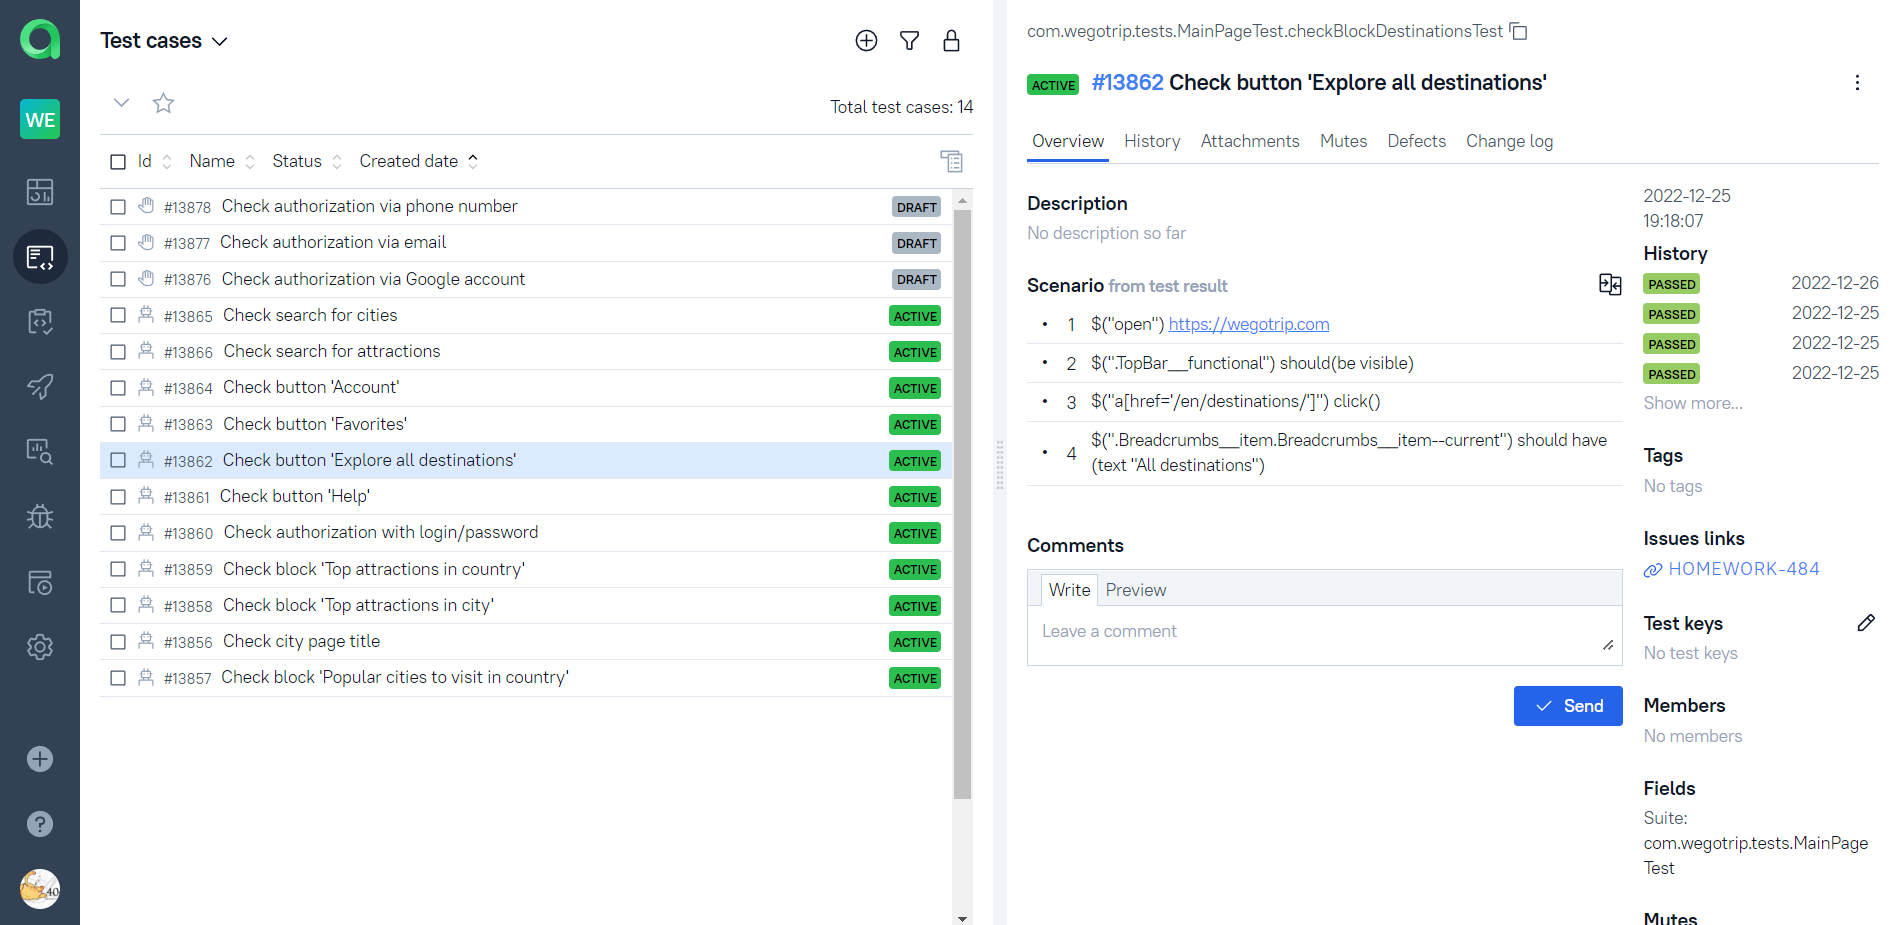 WE
Test cases
Total test cases: 14
Id Name Status Created date
#13878 Check authorization via phone number DRAFT
#13877 Check authorization via email DRAFT
#13876 Check authorization via Google account DRAFT
#13865 Check search for cities ACTIVE
#13866 Check search for attractions ACTIVE
#13864 Check button 'Account' ACTIVE
#13863 Check button 'Favorites' ACTIVE
#13862 Check button 'Explore all destinations' ACTIVE
#13861 Check button 'Help' ACTIVE
#13860 Check authorization with login/password ACTIVE
#13859 Check block 'Top attractions in country' ACTIVE
#13858 Check block 'Top attractions in city' ACTIVE
#13856 Check city page title ACTIVE
#13857 Check block 'Popular cities to visit in country' ACTIVE
com.wegotrip.tests.MainPageTest.checkBlockDestinationsTest
ACTIVE #13862 Check button 'Explore all destinations'
Overview History Attachments Mutes Defects Change log
Description
No description so far
Scenario from test result
• 1 $("open") https://wegotrip.com
• 2 $(".TopBar__functional") should(be visible)
• 3 $("a[href='/en/destinations/']") click()
• 4 $(".Breadcrumbs__item.Breadcrumbs__item--current") should have
(text "All destinations")
Comments
Write Preview
Leave a comment
Send
2022-12-25
19:18:07
History
PASSED 2022-12-26
PASSED 2022-12-25
PASSED 2022-12-25
PASSED 2022-12-25
Show more...
Tags
No tags
Issues links
HOMEWORK-484
Test keys
No test keys
Members
No members
Fields
Suite:
com.wegotrip.tests.MainPage
Test
Mutes
40